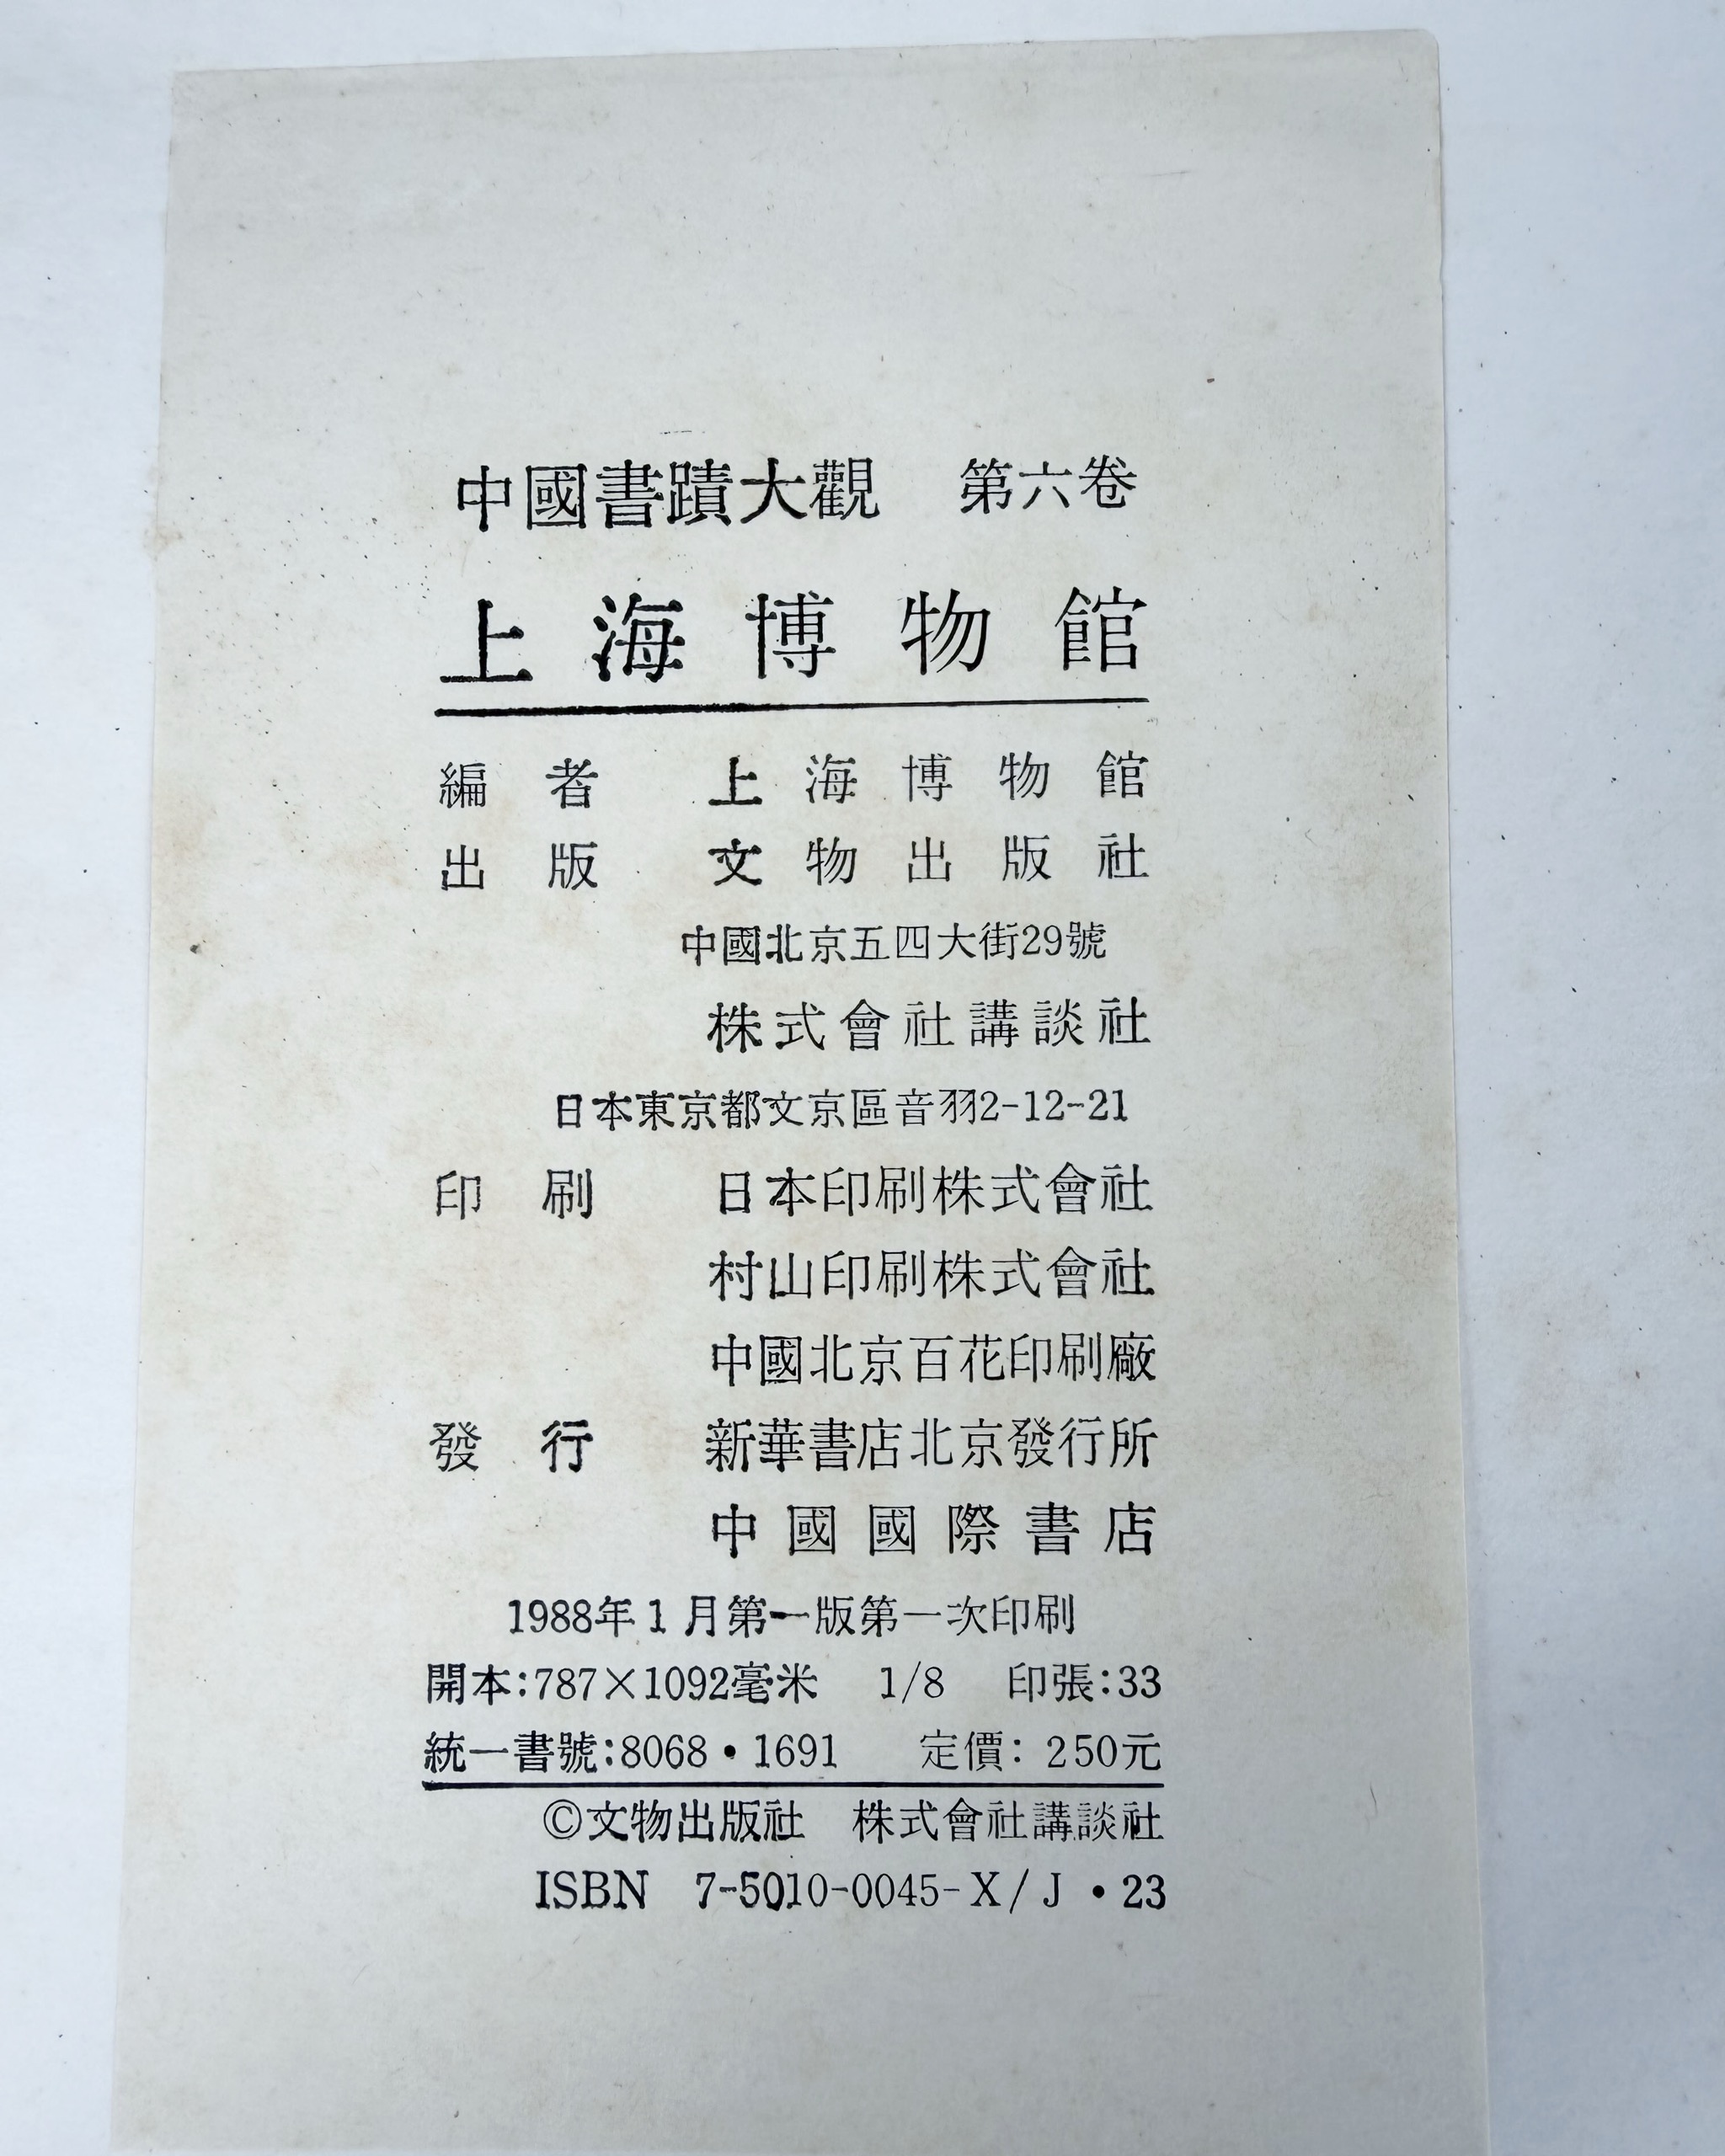 中國書蹟大觀 第六卷
上海博物館
編者 上海博物館
出版 文物出版社
中國北京五四大街29號
株式會社講談社
日本東京都文京區音羽2-12-21
印刷 日本印刷株式會社
村山印刷株式會社
中國北京百花印刷廠
發行 新華書店北京發行所
中國國際書店
1988年1月第一版第一次印刷
開本:787×1092毫米 1/8 印張:33
統一書號:8068•1691 定價: 250元
©文物出版社 株式會社講談社
ISBN 7-5010-0045-X/J•23